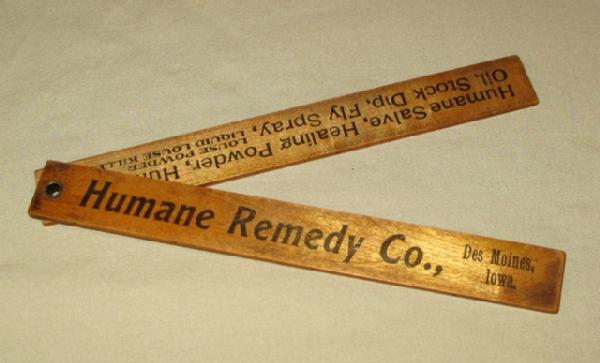 Humane Salve, Healing Powder, Hu
Oil, Stock Dip, Fly Spray, LIQUID LOUSE
LOUSE POWDER
Humane Remedy Co., Des Moines,
Iowa.